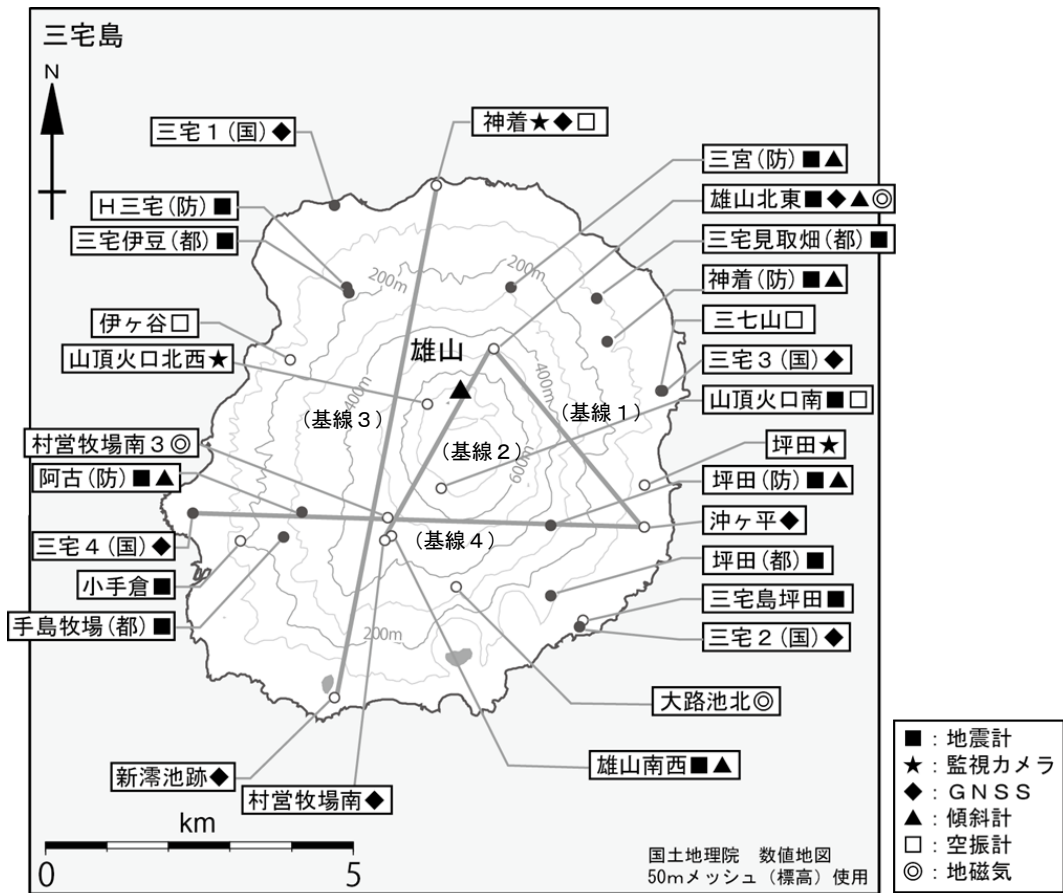 三宅島
N
三宅1(国)◆
神着★◆□
H三宅(防)■
三宅伊豆(都)■
三宮(防)■▲
雄山北東■◆▲◎
三宅見取畑(都)■
神着(防)■▲
三七山□
三宅3(国)◆
山頂火口南■□
伊ヶ谷□
山頂火口北西★
雄山
200m
200m
400m
400m
600m
200m
(基線3)
(基線1)
(基線2)
(基線4)
村営牧場南3◎
阿古(防)■▲
三宅4(国)◆
小手倉■
手島牧場(都)■
坪田★
坪田(防)■▲
沖ヶ平◆
坪田(都)■
三宅島坪田■
三宅2(国)◆
大路池北◎
雄山南西■▲
新澪池跡◆
村営牧場南◆
km
0
5
国土地理院 数値地図
50mメッシュ(標高)使用
■:地震計
★:監視カメラ
◆:GNSS
▲:傾斜計
□:空振計
◎:地磁気